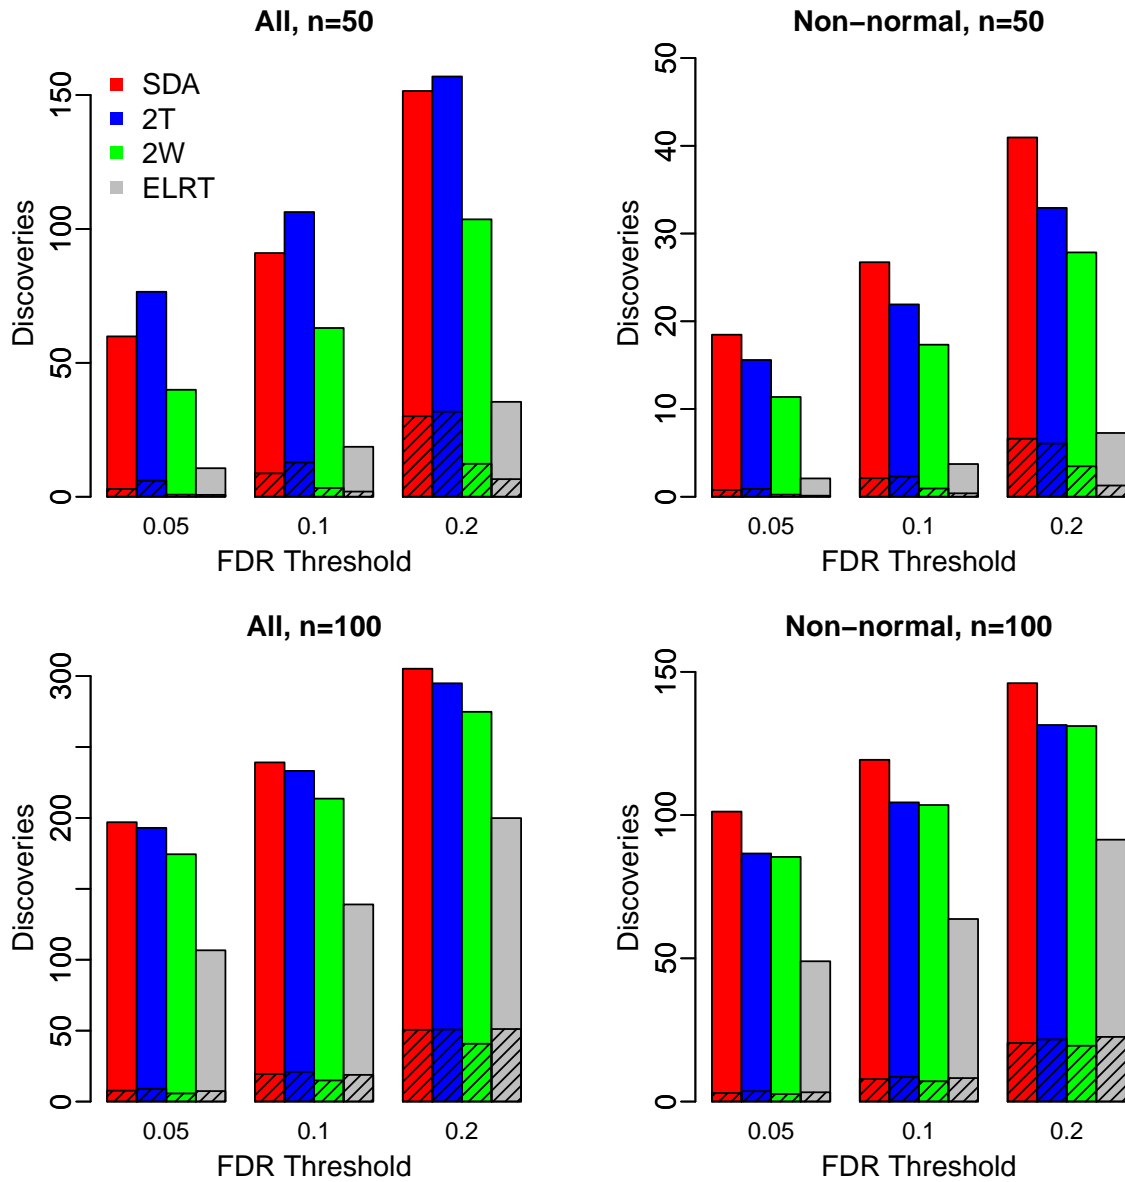 All, n=50
Discoveries
0
50
100
150
SDA
2T
2W
ELRT
0.05
0.1
0.2
FDR Threshold
Non−normal, n=50
Discoveries
0
10
20
30
40
50
0.05
0.1
0.2
FDR Threshold
All, n=100
Discoveries
0
50
100
200
300
0.05
0.1
0.2
FDR Threshold
Non−normal, n=100
Discoveries
0
50
100
150
0.05
0.1
0.2
FDR Threshold